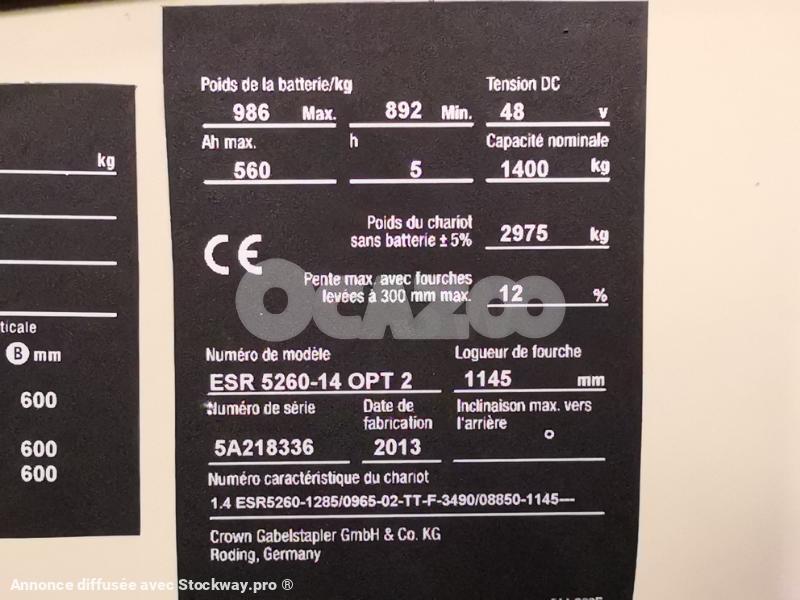 kg
ticale
B mm
600
600
600
Poids de la batterie/kg
Tension DC
986 Max. 892 Min. 48 v
Ah max. h Capacité nominale
560 5 1400 kg
Poids du chariot
sans batterie ± 5% 2975 kg
CE
Pente max. avec fourches
levées à 300 mm max. 12 %
OCAZOO
Numéro de modèle Logueur de fourche
ESR 5260-14 OPT 2 1145 mm
Numéro de série Date de fabrication Inclinaison max. vers l'arrière
5A218336 2013 °
Numéro caractéristique du chariot
1.4 ESR5260-1285/0965-02-TT-F-3490/08850-1145---
Crown Gabelstapler GmbH & Co. KG
Roding, Germany
Annonce diffusée avec Stockway.pro ®